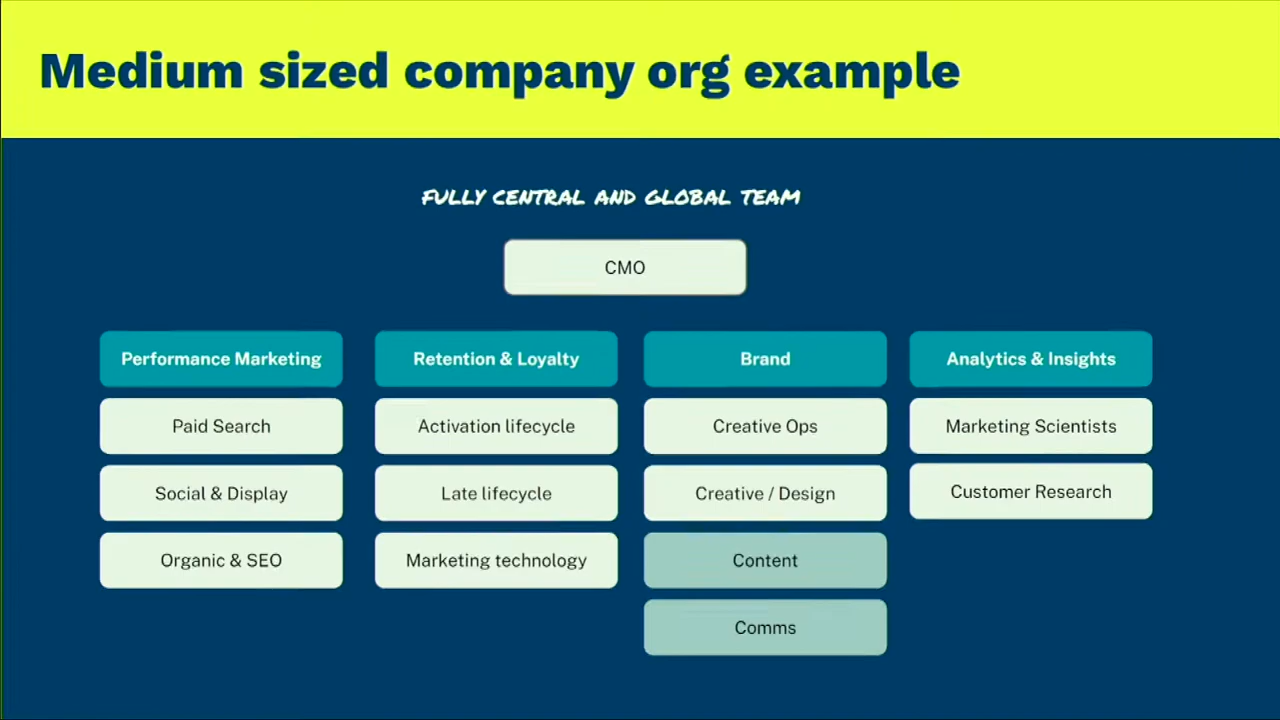 Medium sized company org example
FULLY CENTRAL AND GLOBAL TEAM
CMO
Performance Marketing
Paid Search
Social & Display
Organic & SEO
Retention & Loyalty
Activation lifecycle
Late lifecycle
Marketing technology
Brand
Creative Ops
Creative / Design
Content
Comms
Analytics & Insights
Marketing Scientists
Customer Research